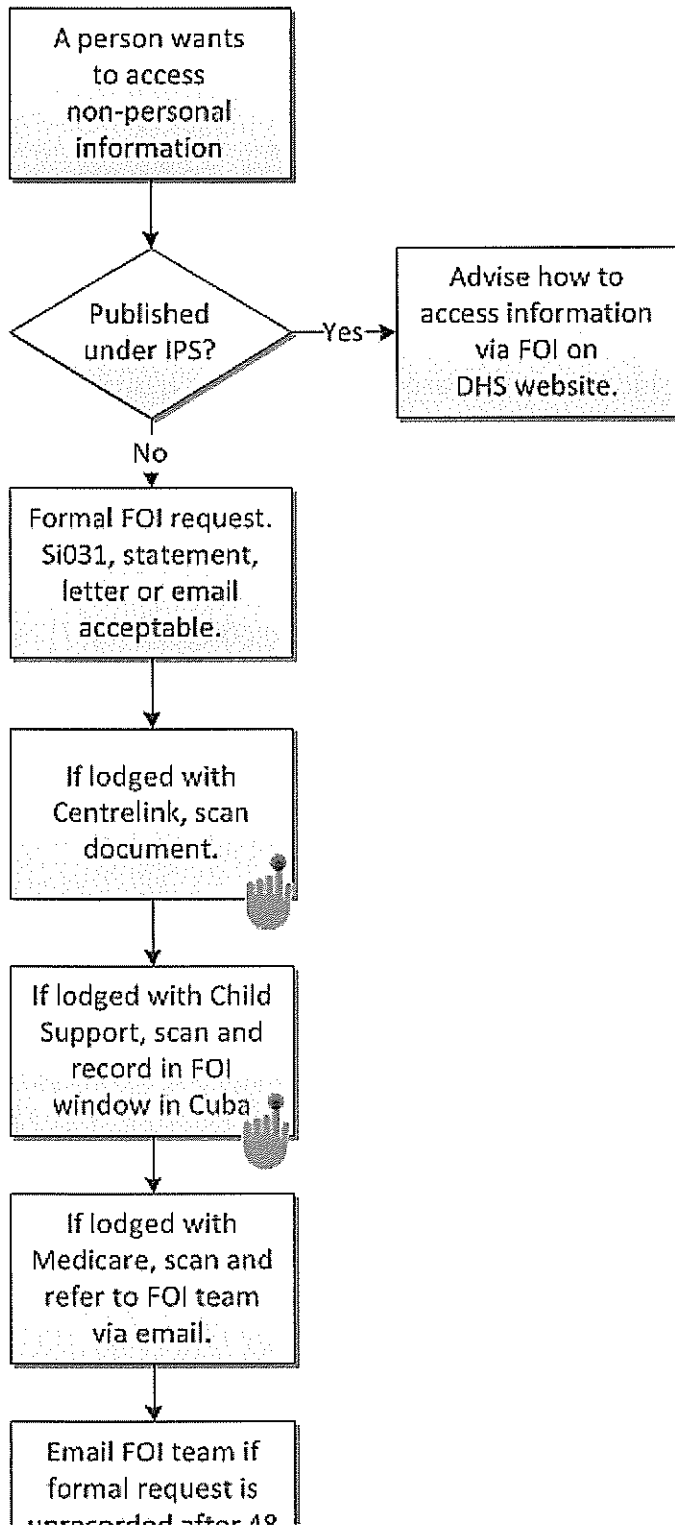 A person wants
to access
non-personal
information
Published
under IPS?
Yes
Advise how to
access information
via FOI on
DHS website.
No
Formal FOI request.
Si031, statement,
letter or email
acceptable.
If lodged with
Centrelink, scan
document.
If lodged with Child
Support, scan and
record in FOI
window in Cuba
If lodged with
Medicare, scan and
refer to FOI team
via email.
Email FOI team if
formal request is
unrecorded after 48